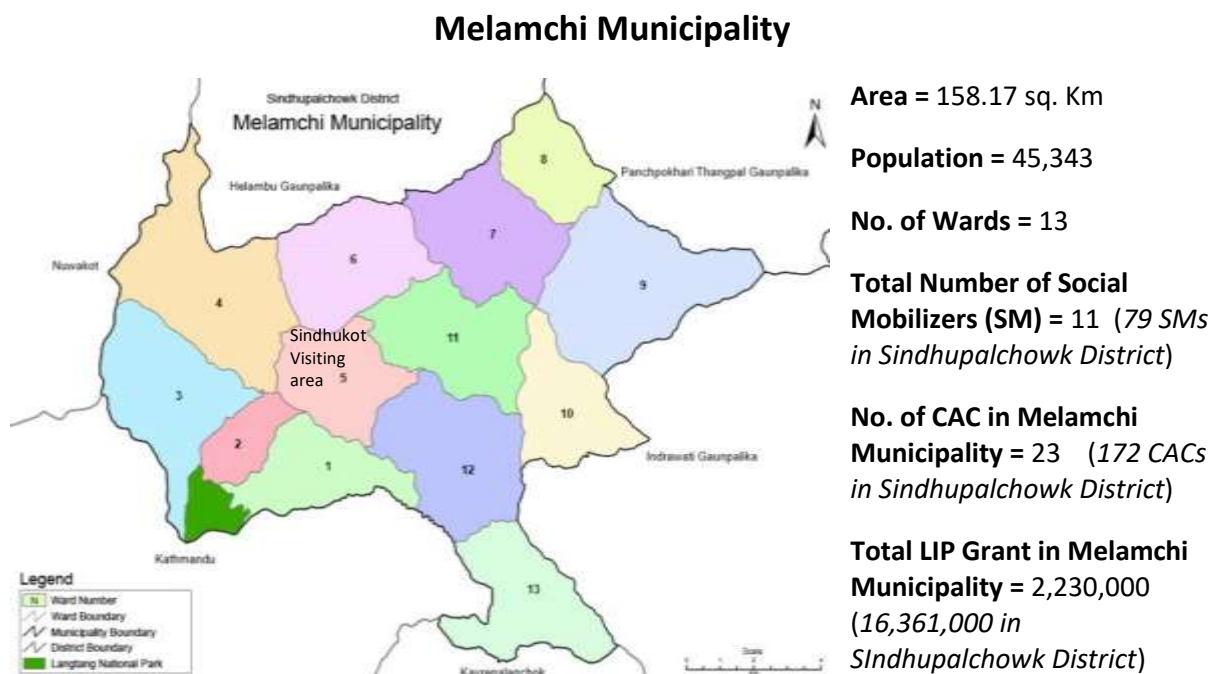 Melamchi Municipality
Sindhupalchowk District
Melamchi Municipality
N
Helambu Gaunpalika
Panchpokhari Thangpal Gaunpalika
Nuwakot
8
7
6
9
4
Sindhukot
Visiting
area
11
5
3
10
2
Indrawati Gaunpalika
1
12
Kathmandu
13
Legend
N Ward Number
Ward Boundary
Municipality Boundary
District Boundary
Langtang National Park
Scale
Area = 158.17 sq. Km
Population = 45,343
No. of Wards = 13
Total Number of Social
Mobilizers (SM) = 11 (79 SMs
in Sindhupalchowk District)
No. of CAC in Melamchi
Municipality = 23 (172 CACs
in Sindhupalchowk District)
Total LIP Grant in Melamchi
Municipality = 2,230,000
(16,361,000 in
SIndhupalchowk District)